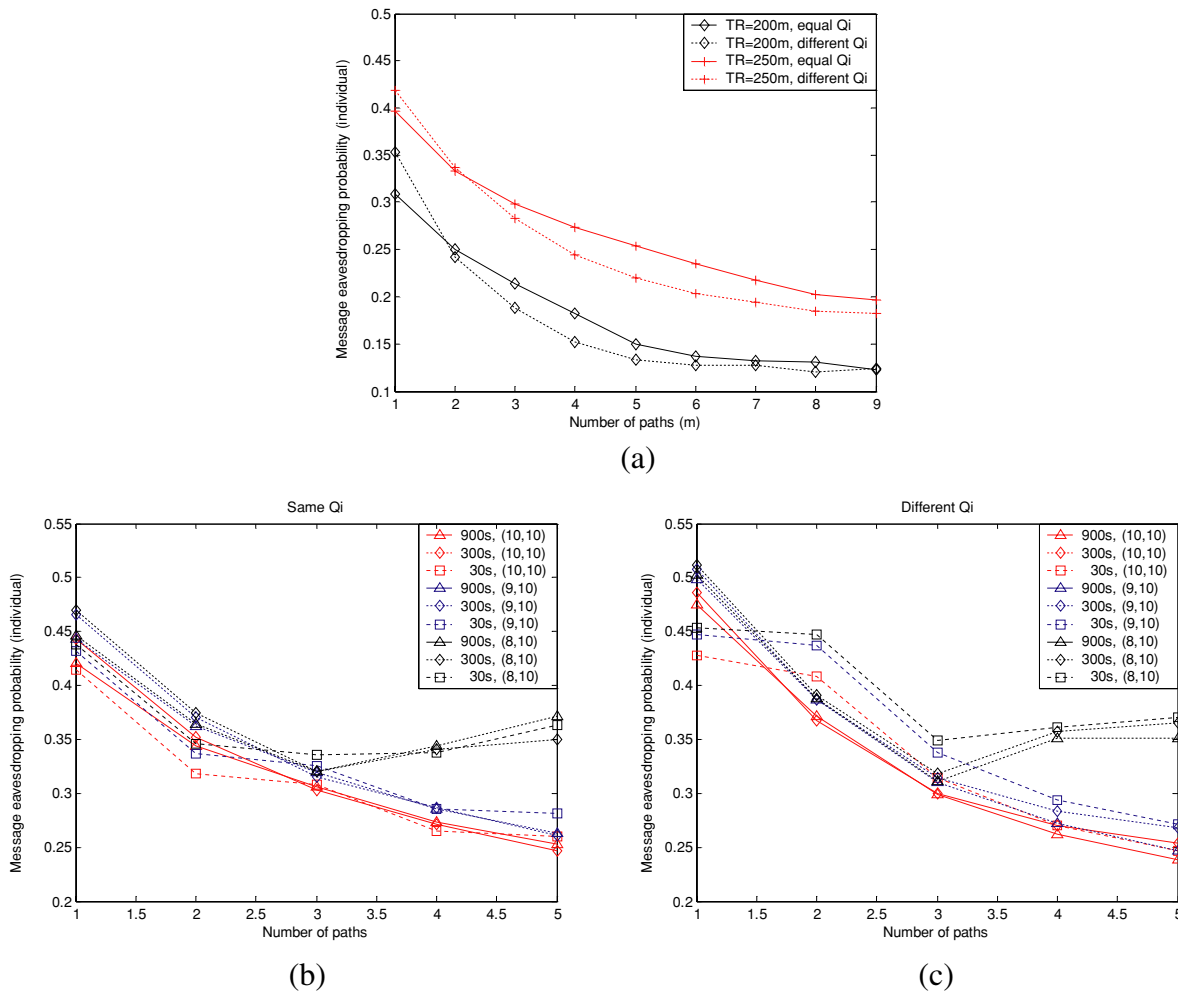 0.5
0.45
0.4
0.35
0.3
0.25
0.2
0.15
0.1
Message eavesdropping probability (individual)
TR=200m, equal Qi
TR=200m, different Qi
TR=250m, equal Qi
TR=250m, different Qi
1 2 3 4 5 6 7 8 9
Number of paths (m)
(a)
Same Qi
0.55
0.5
0.45
0.4
0.35
0.3
0.25
0.2
Message eavesdropping probability (individual)
900s, (10,10)
300s, (10,10)
30s, (10,10)
900s, (9,10)
300s, (9,10)
30s, (9,10)
900s, (8,10)
300s, (8,10)
30s, (8,10)
1 1.5 2 2.5 3 3.5 4 4.5 5
Number of paths
(b)
Different Qi
0.55
0.5
0.45
0.4
0.35
0.3
0.25
0.2
Message eavesdropping probability (individual)
900s, (10,10)
300s, (10,10)
30s, (10,10)
900s, (9,10)
300s, (9,10)
30s, (9,10)
900s, (8,10)
300s, (8,10)
30s, (8,10)
1 1.5 2 2.5 3 3.5 4 4.5 5
Number of paths
(c)